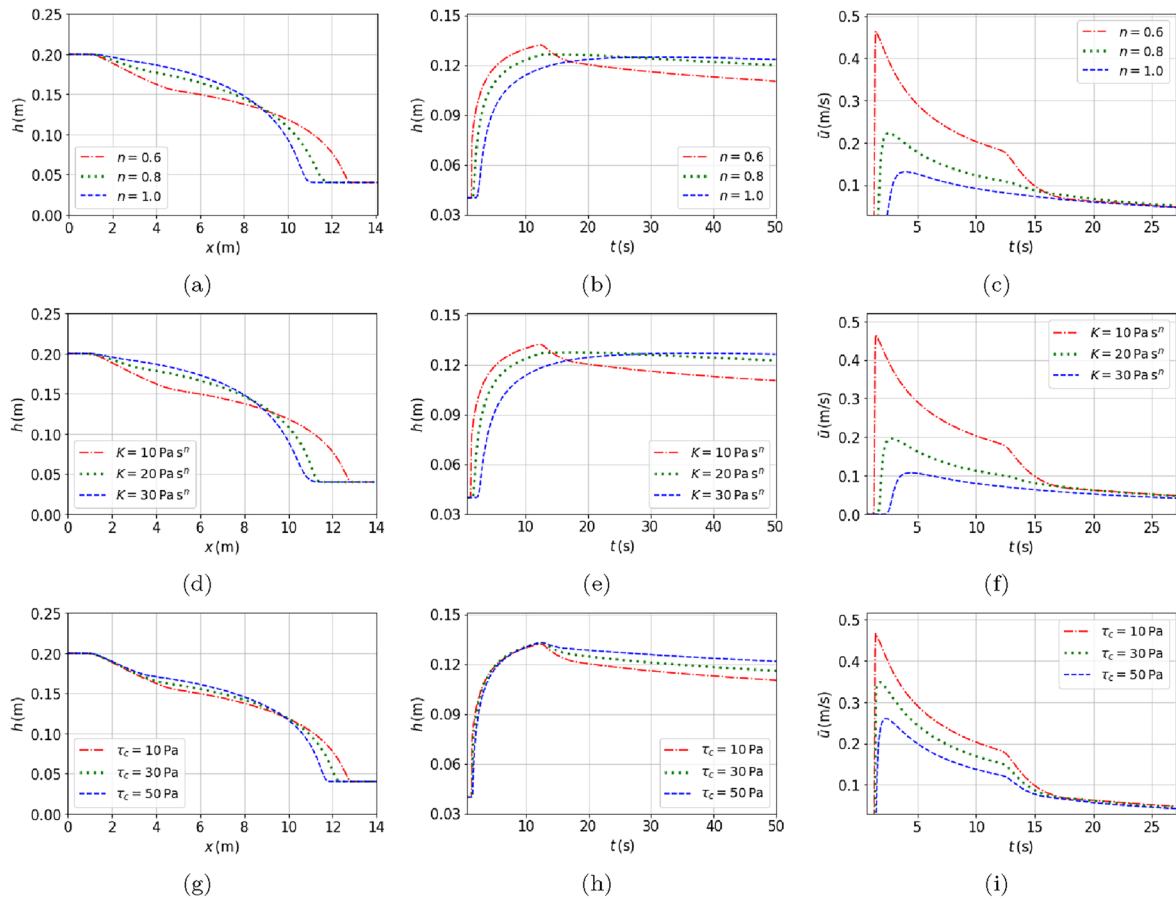 0.20
0.15
0.10
0.05
0.00
h (m)
n = 0.6
n = 0.8
n = 1.0
0 2 4 6 8 10 12 14
x (m)
(a)
0.15
0.12
0.09
0.06
0.03
h (m)
n = 0.6
n = 0.8
n = 1.0
10 20 30 40 50
t (s)
(b)
0.5
0.4
0.3
0.2
0.1
ū (m/s)
n = 0.6
n = 0.8
n = 1.0
5 10 15 20 25
t (s)
(c)
0.25
0.20
0.15
0.10
0.05
0.00
h (m)
K = 10 Pa sⁿ
K = 20 Pa sⁿ
K = 30 Pa sⁿ
0 2 4 6 8 10 12 14
x (m)
(d)
0.15
0.12
0.09
0.06
0.03
h (m)
K = 10 Pa sⁿ
K = 20 Pa sⁿ
K = 30 Pa sⁿ
10 20 30 40 50
t (s)
(e)
0.5
0.4
0.3
0.2
0.1
0.0
ū (m/s)
K = 10 Pa sⁿ
K = 20 Pa sⁿ
K = 30 Pa sⁿ
5 10 15 20 25
t (s)
(f)
0.25
0.20
0.15
0.10
0.05
0.00
h (m)
τc = 10 Pa
τc = 30 Pa
τc = 50 Pa
0 2 4 6 8 10 12 14
x (m)
(g)
0.15
0.12
0.09
0.06
0.03
h (m)
τc = 10 Pa
τc = 30 Pa
τc = 50 Pa
10 20 30 40 50
t (s)
(h)
0.5
0.4
0.3
0.2
0.1
ū (m/s)
τc = 10 Pa
τc = 30 Pa
τc = 50 Pa
5 10 15 20 25
t (s)
(i)